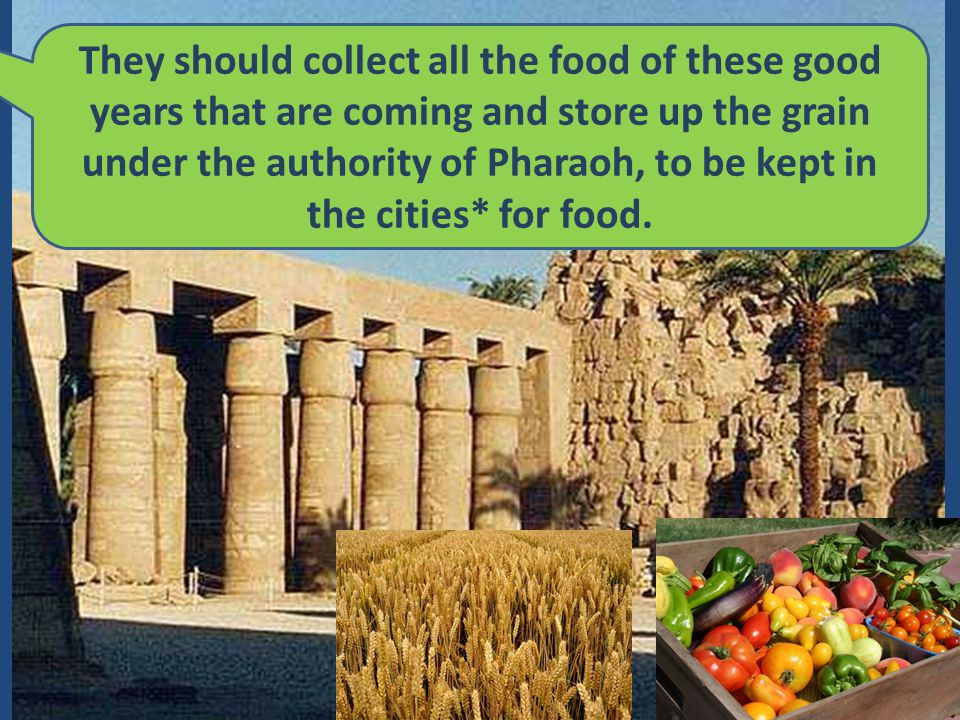 They should collect all the food of these good
years that are coming and store up the grain
under the authority of Pharaoh, to be kept in
the cities* for food.